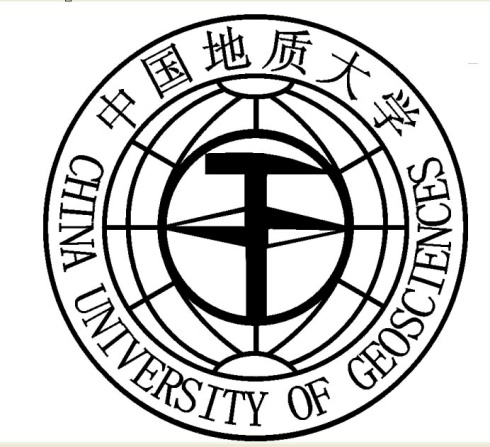 中国地质大学
CHINA UNIVERSITY OF GEOSCIENCES